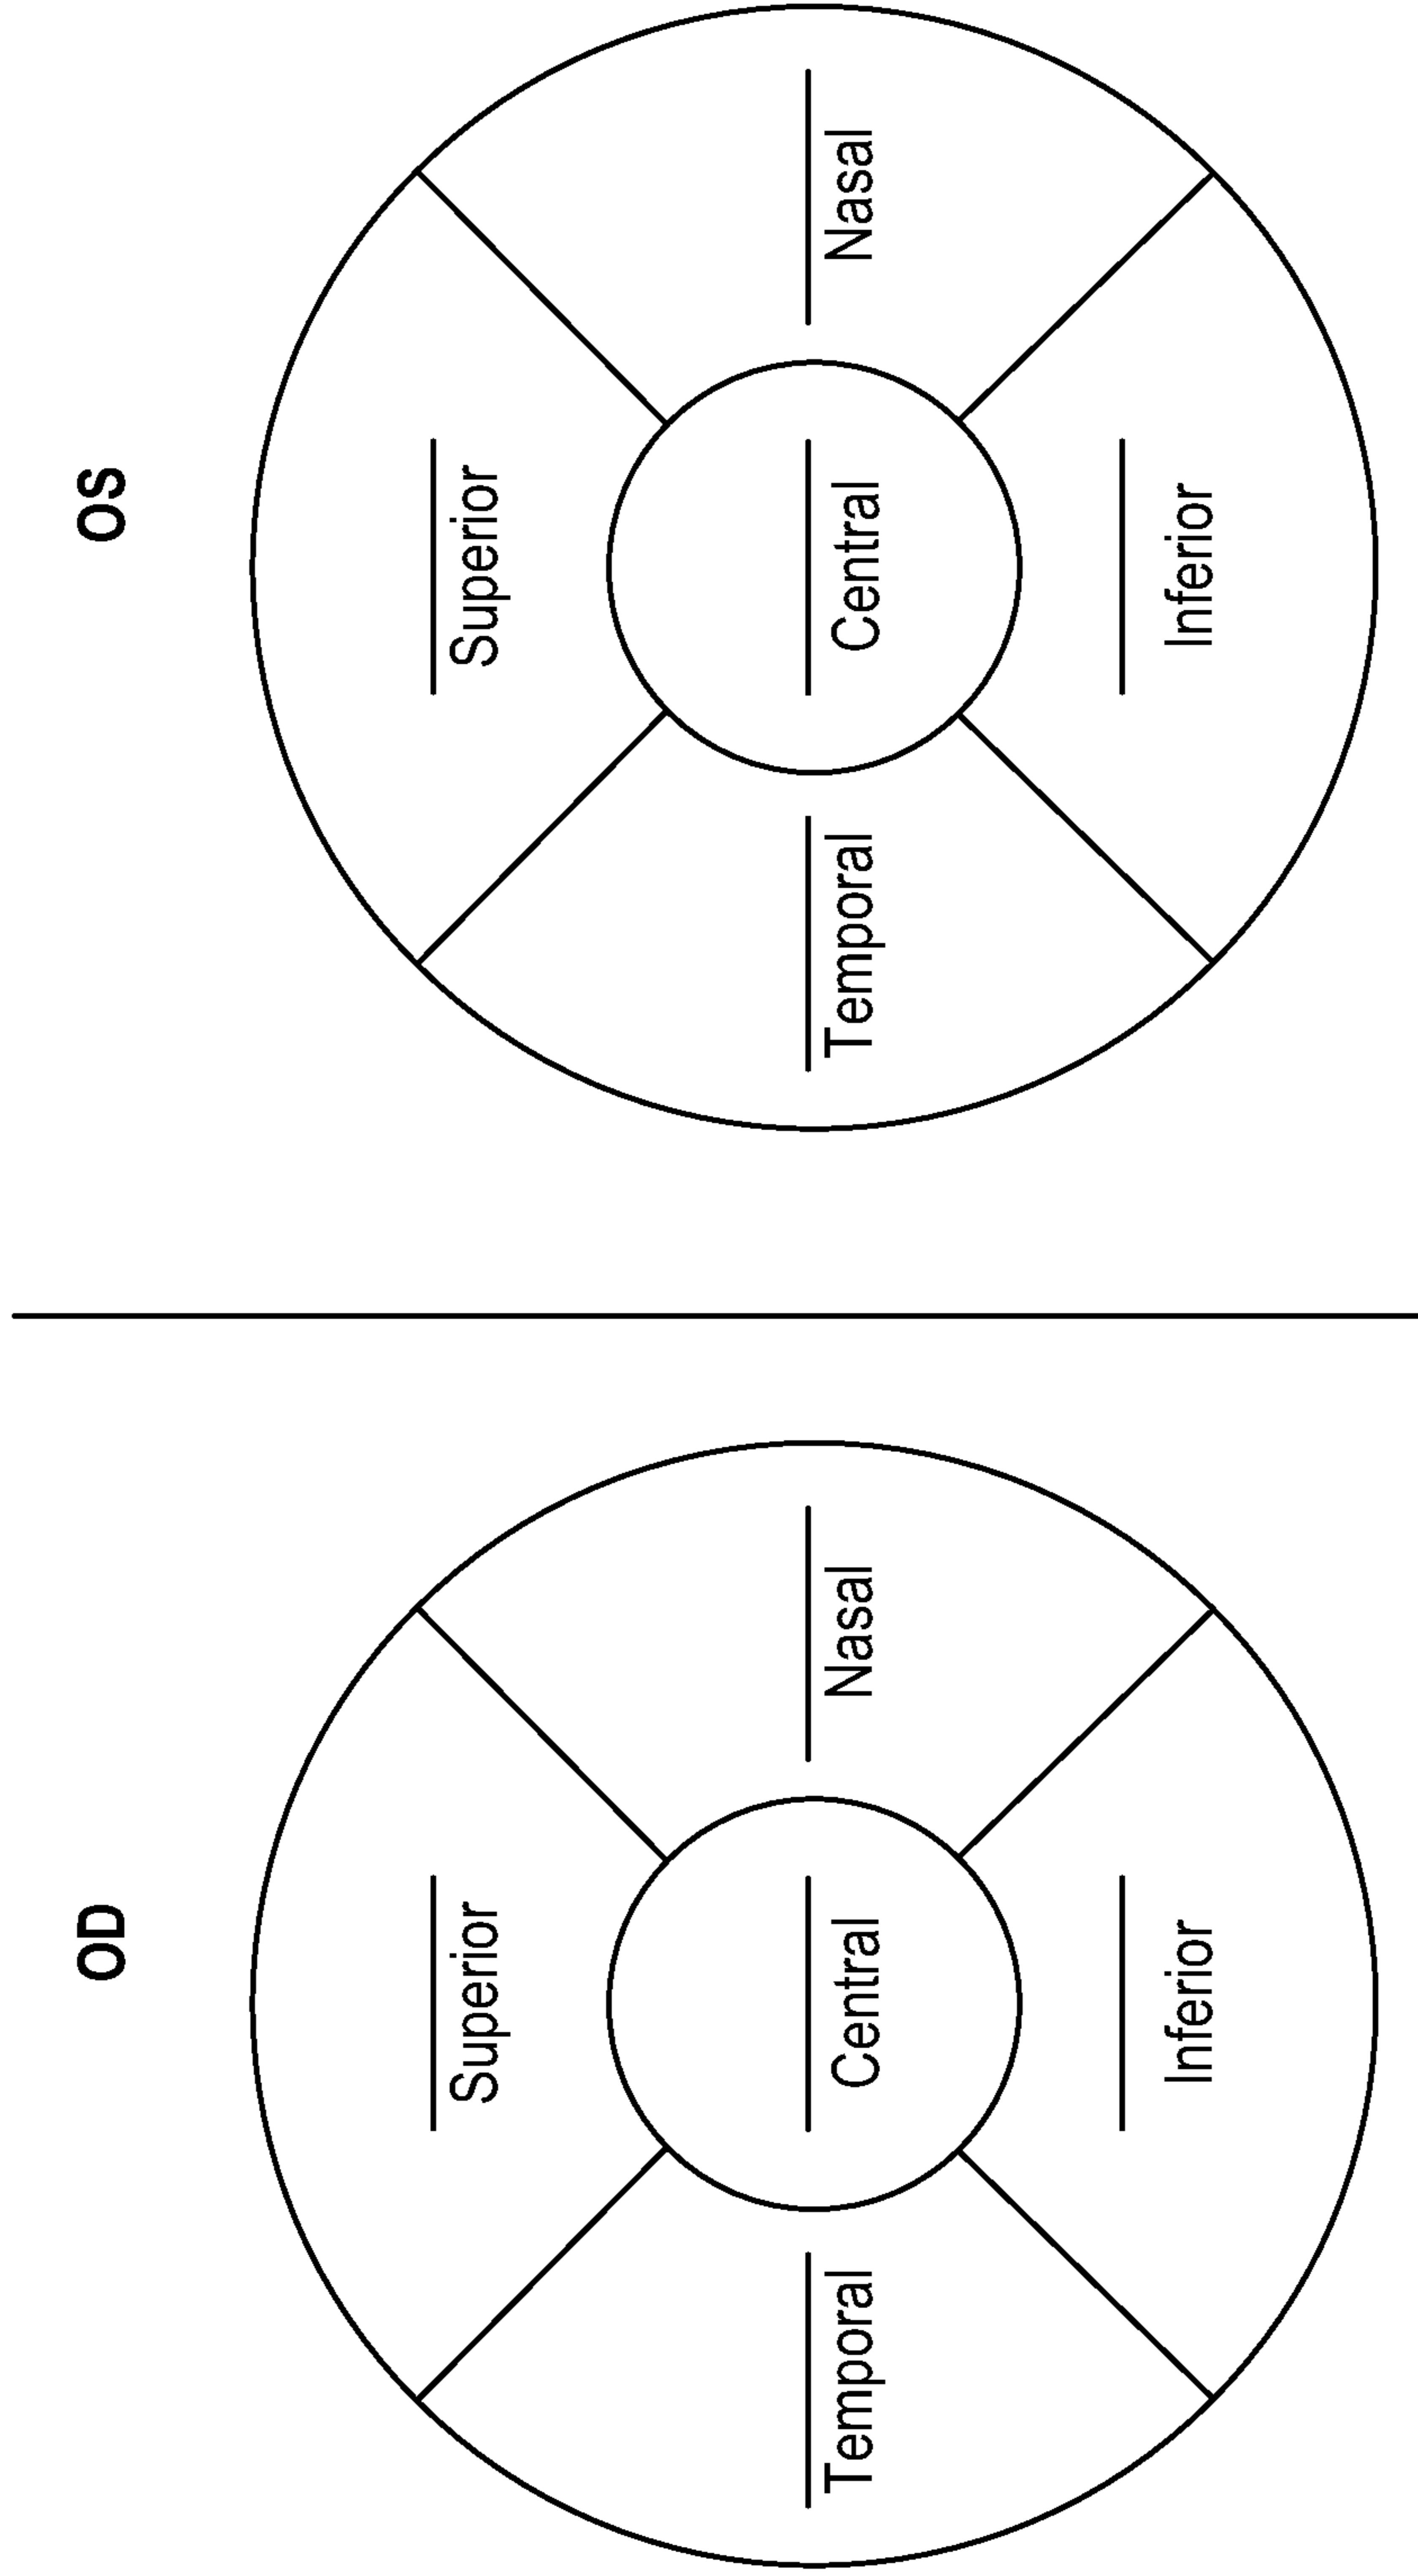 OD
Superior
Temporal
Central
Nasal
Inferior
OS
Superior
Temporal
Central
Nasal
Inferior